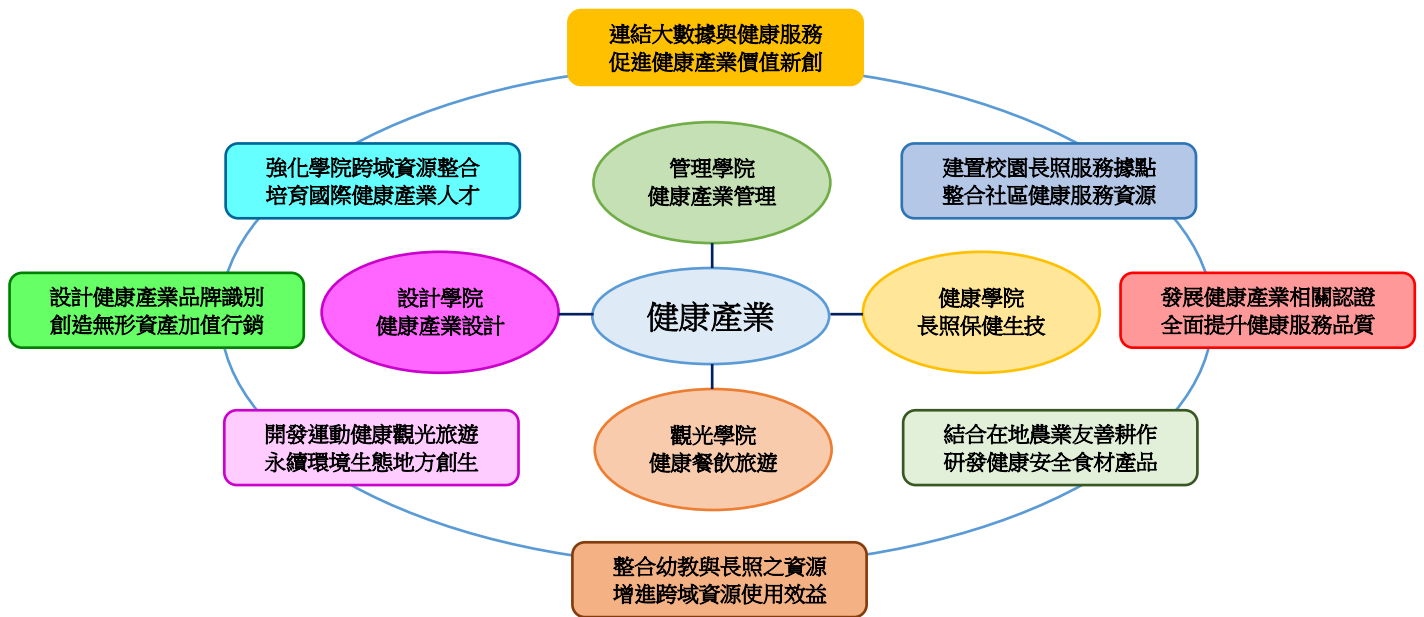 連結大數據與健康服務
促進健康產業價值新創
強化學院跨域資源整合
培育國際健康產業人才
管理學院
健康產業管理
建置校園長照服務據點
整合社區健康服務資源
設計健康產業品牌識別
創造無形資產加值行銷
設計學院
健康產業設計
健康產業
健康學院
長照保健生技
發展健康產業相關認證
全面提升健康服務品質
開發運動健康觀光旅遊
永續環境生態地方創生
觀光學院
健康餐飲旅遊
結合在地農業友善耕作
研發健康安全食材產品
整合幼教與長照之資源
增進跨域資源使用效益